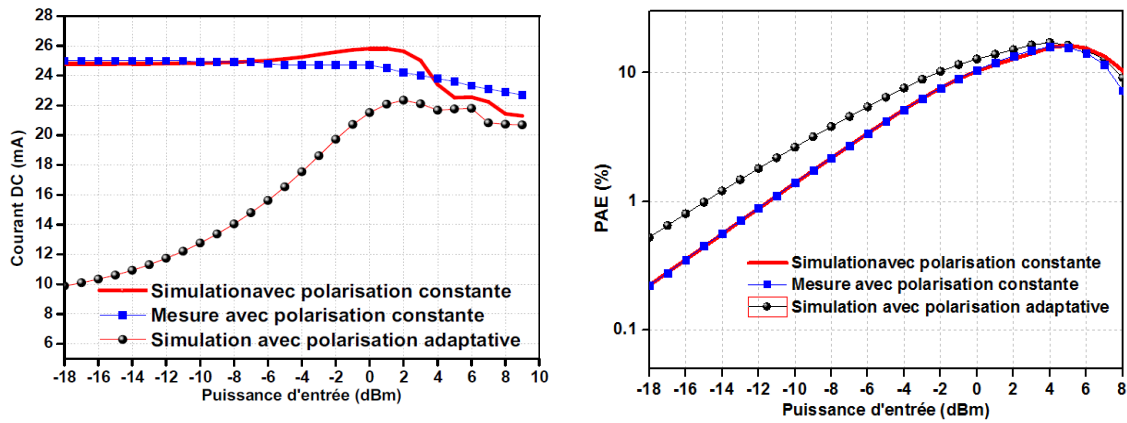 Courant DC (mA)
28
26
24
22
20
18
16
14
12
10
8
6
Simulationavec polarisation constante
Mesure avec polarisation constante
Simulation avec polarisation adaptative
-18 -16 -14 -12 -10 -8 -6 -4 -2 0 2 4 6 8 10
Puissance d'entrée (dBm)
PAE (%)
10
1
0.1
Simulationavec polarisation constante
Mesure avec polarisation constante
Simulation avec polarisation adaptative
-18 -16 -14 -12 -10 -8 -6 -4 -2 0 2 4 6 8
Puissance d'entrée (dBm)